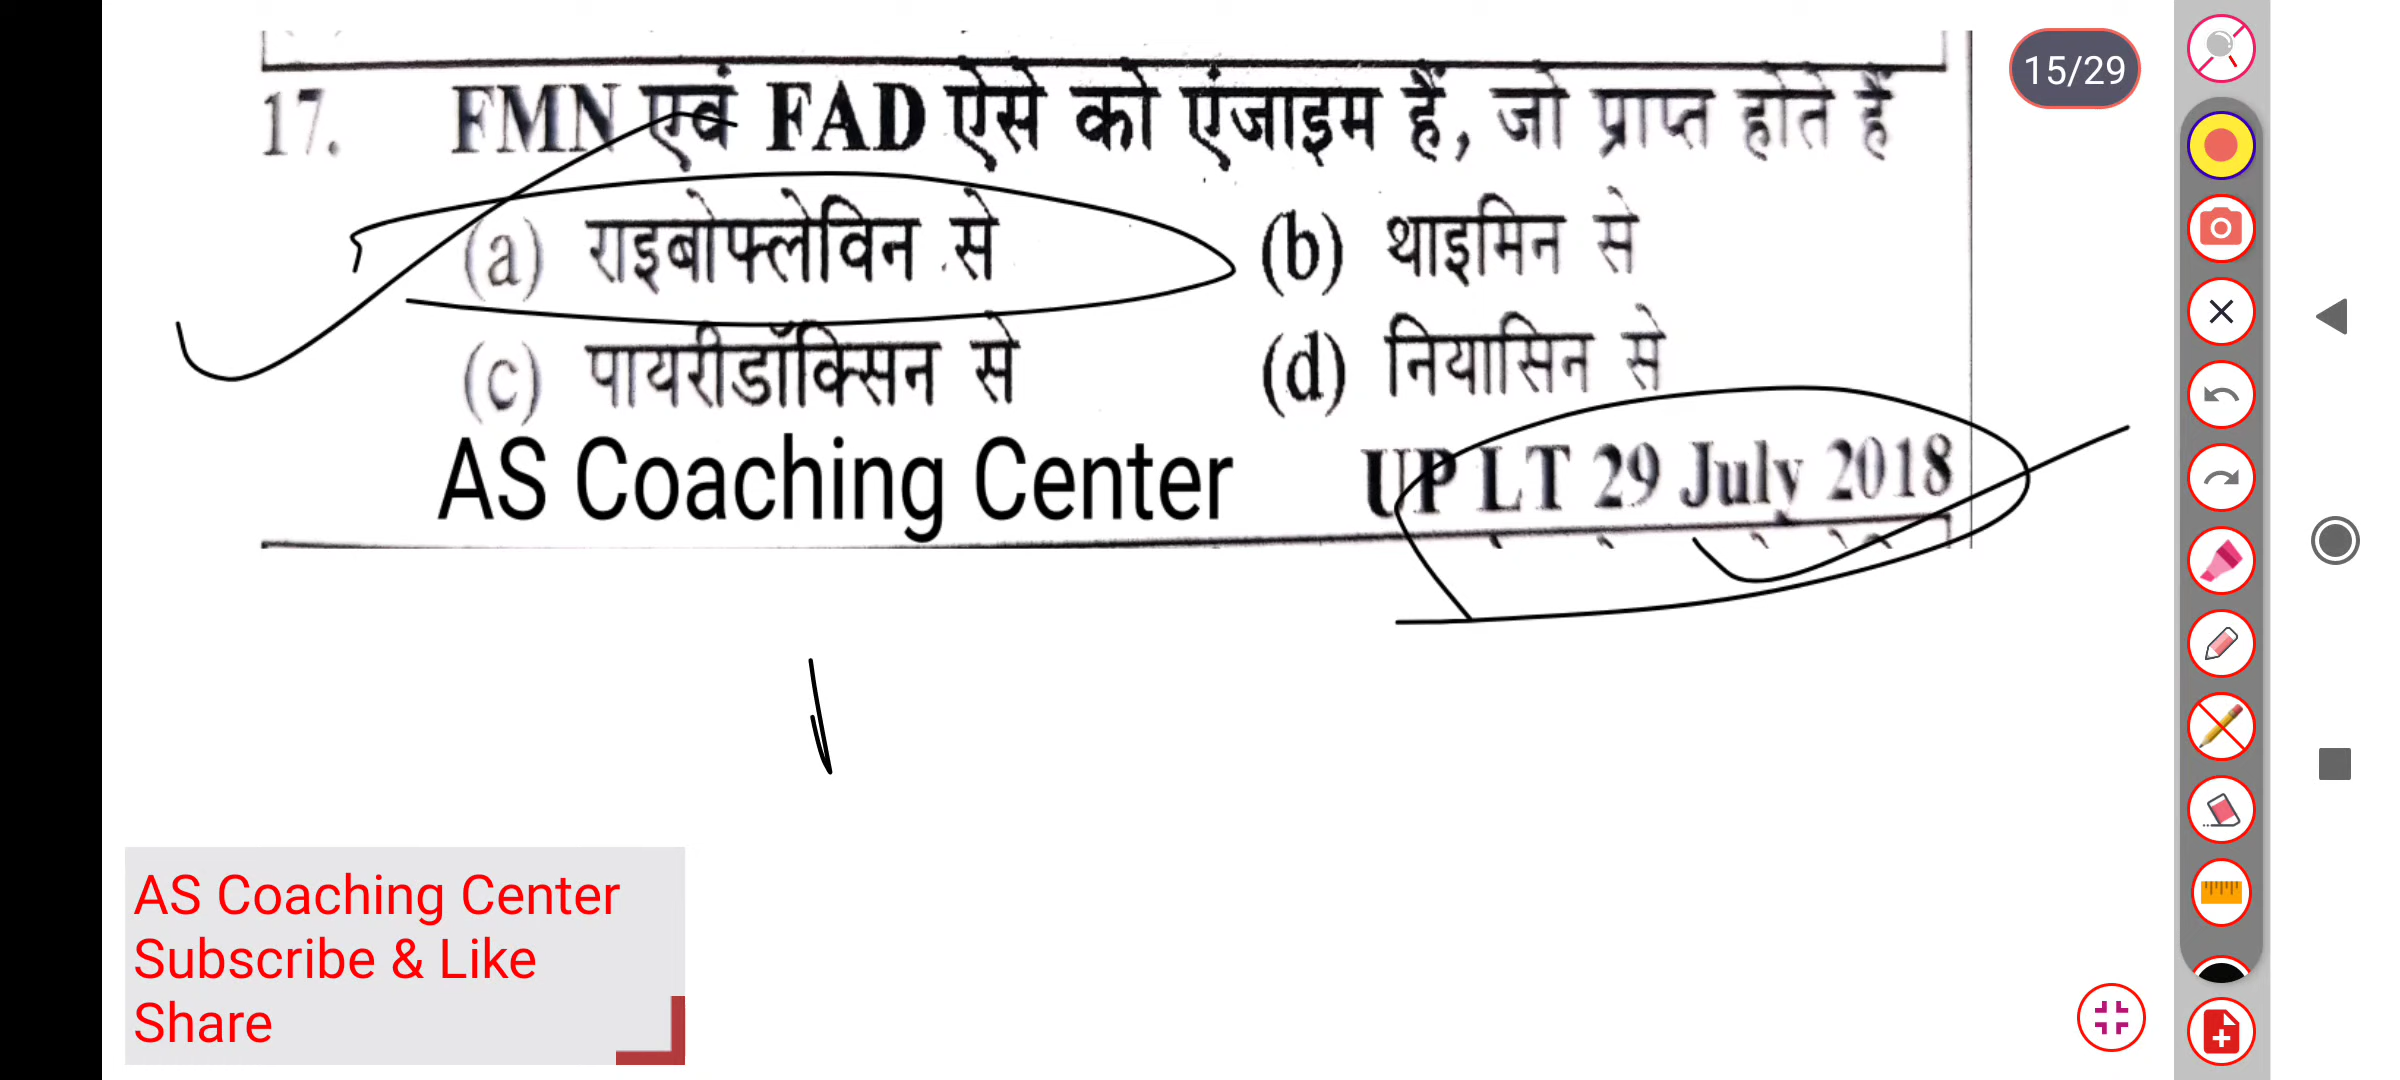 15/29
17. FMN एवं FAD ऐसे को एंजाइम हैं, जो प्राप्त होते हैं
(a) राइबोफ्लेविन से (b) थाइमिन से
(c) पायरीडॉक्सिन से (d) नियासिन से
AS Coaching Center UP LT 29 July 2018
AS Coaching Center
Subscribe & Like
Share